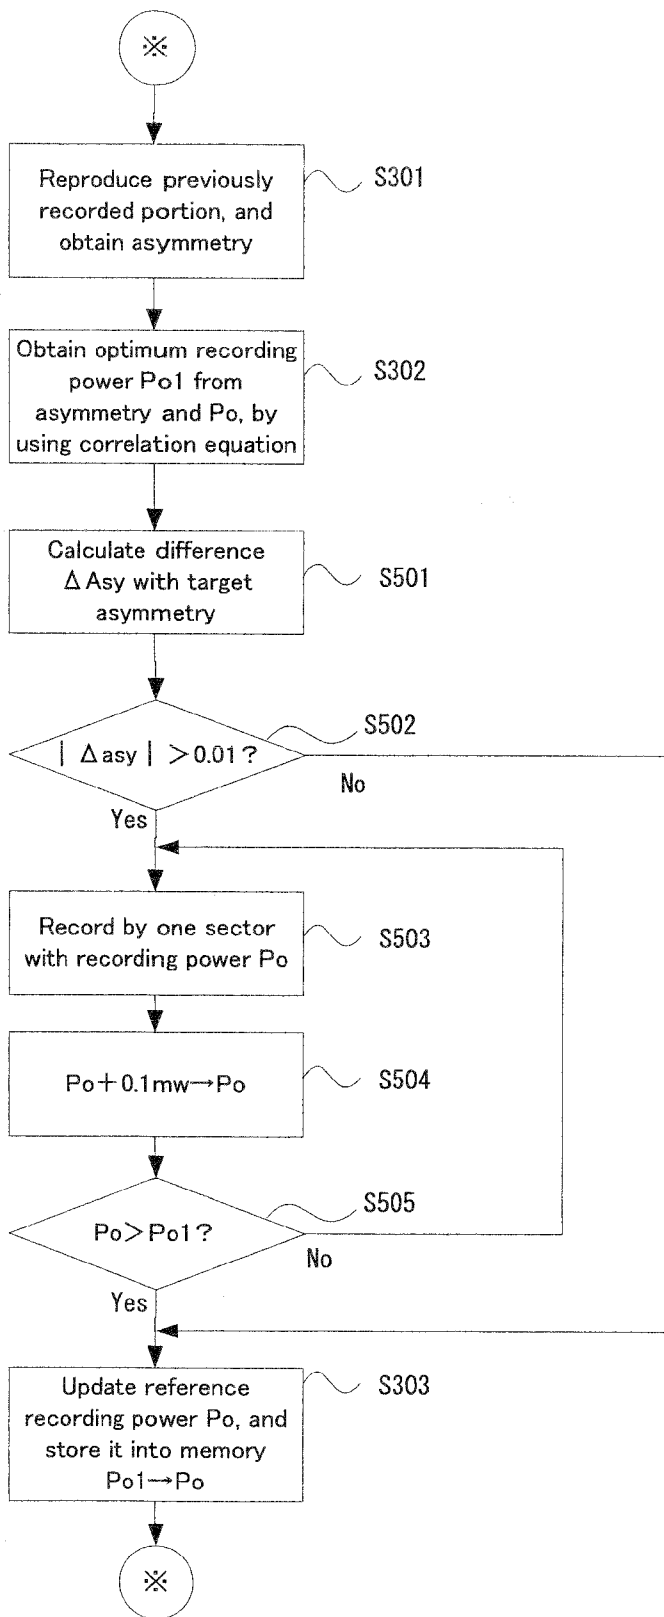 ※
Reproduce previously
recorded portion, and
obtain asymmetry
S301
Obtain optimum recording
power Po1 from
asymmetry and Po, by
using correlation equation
S302
Calculate difference
Δ Asy with target
asymmetry
S501
| Δasy | >0.01?
S502
No
Yes
Record by one sector
with recording power Po
S503
Po+0.1mw→Po
S504
Po>Po1?
S505
No
Yes
Update reference
recording power Po, and
store it into memory
Po1→Po
S303
※